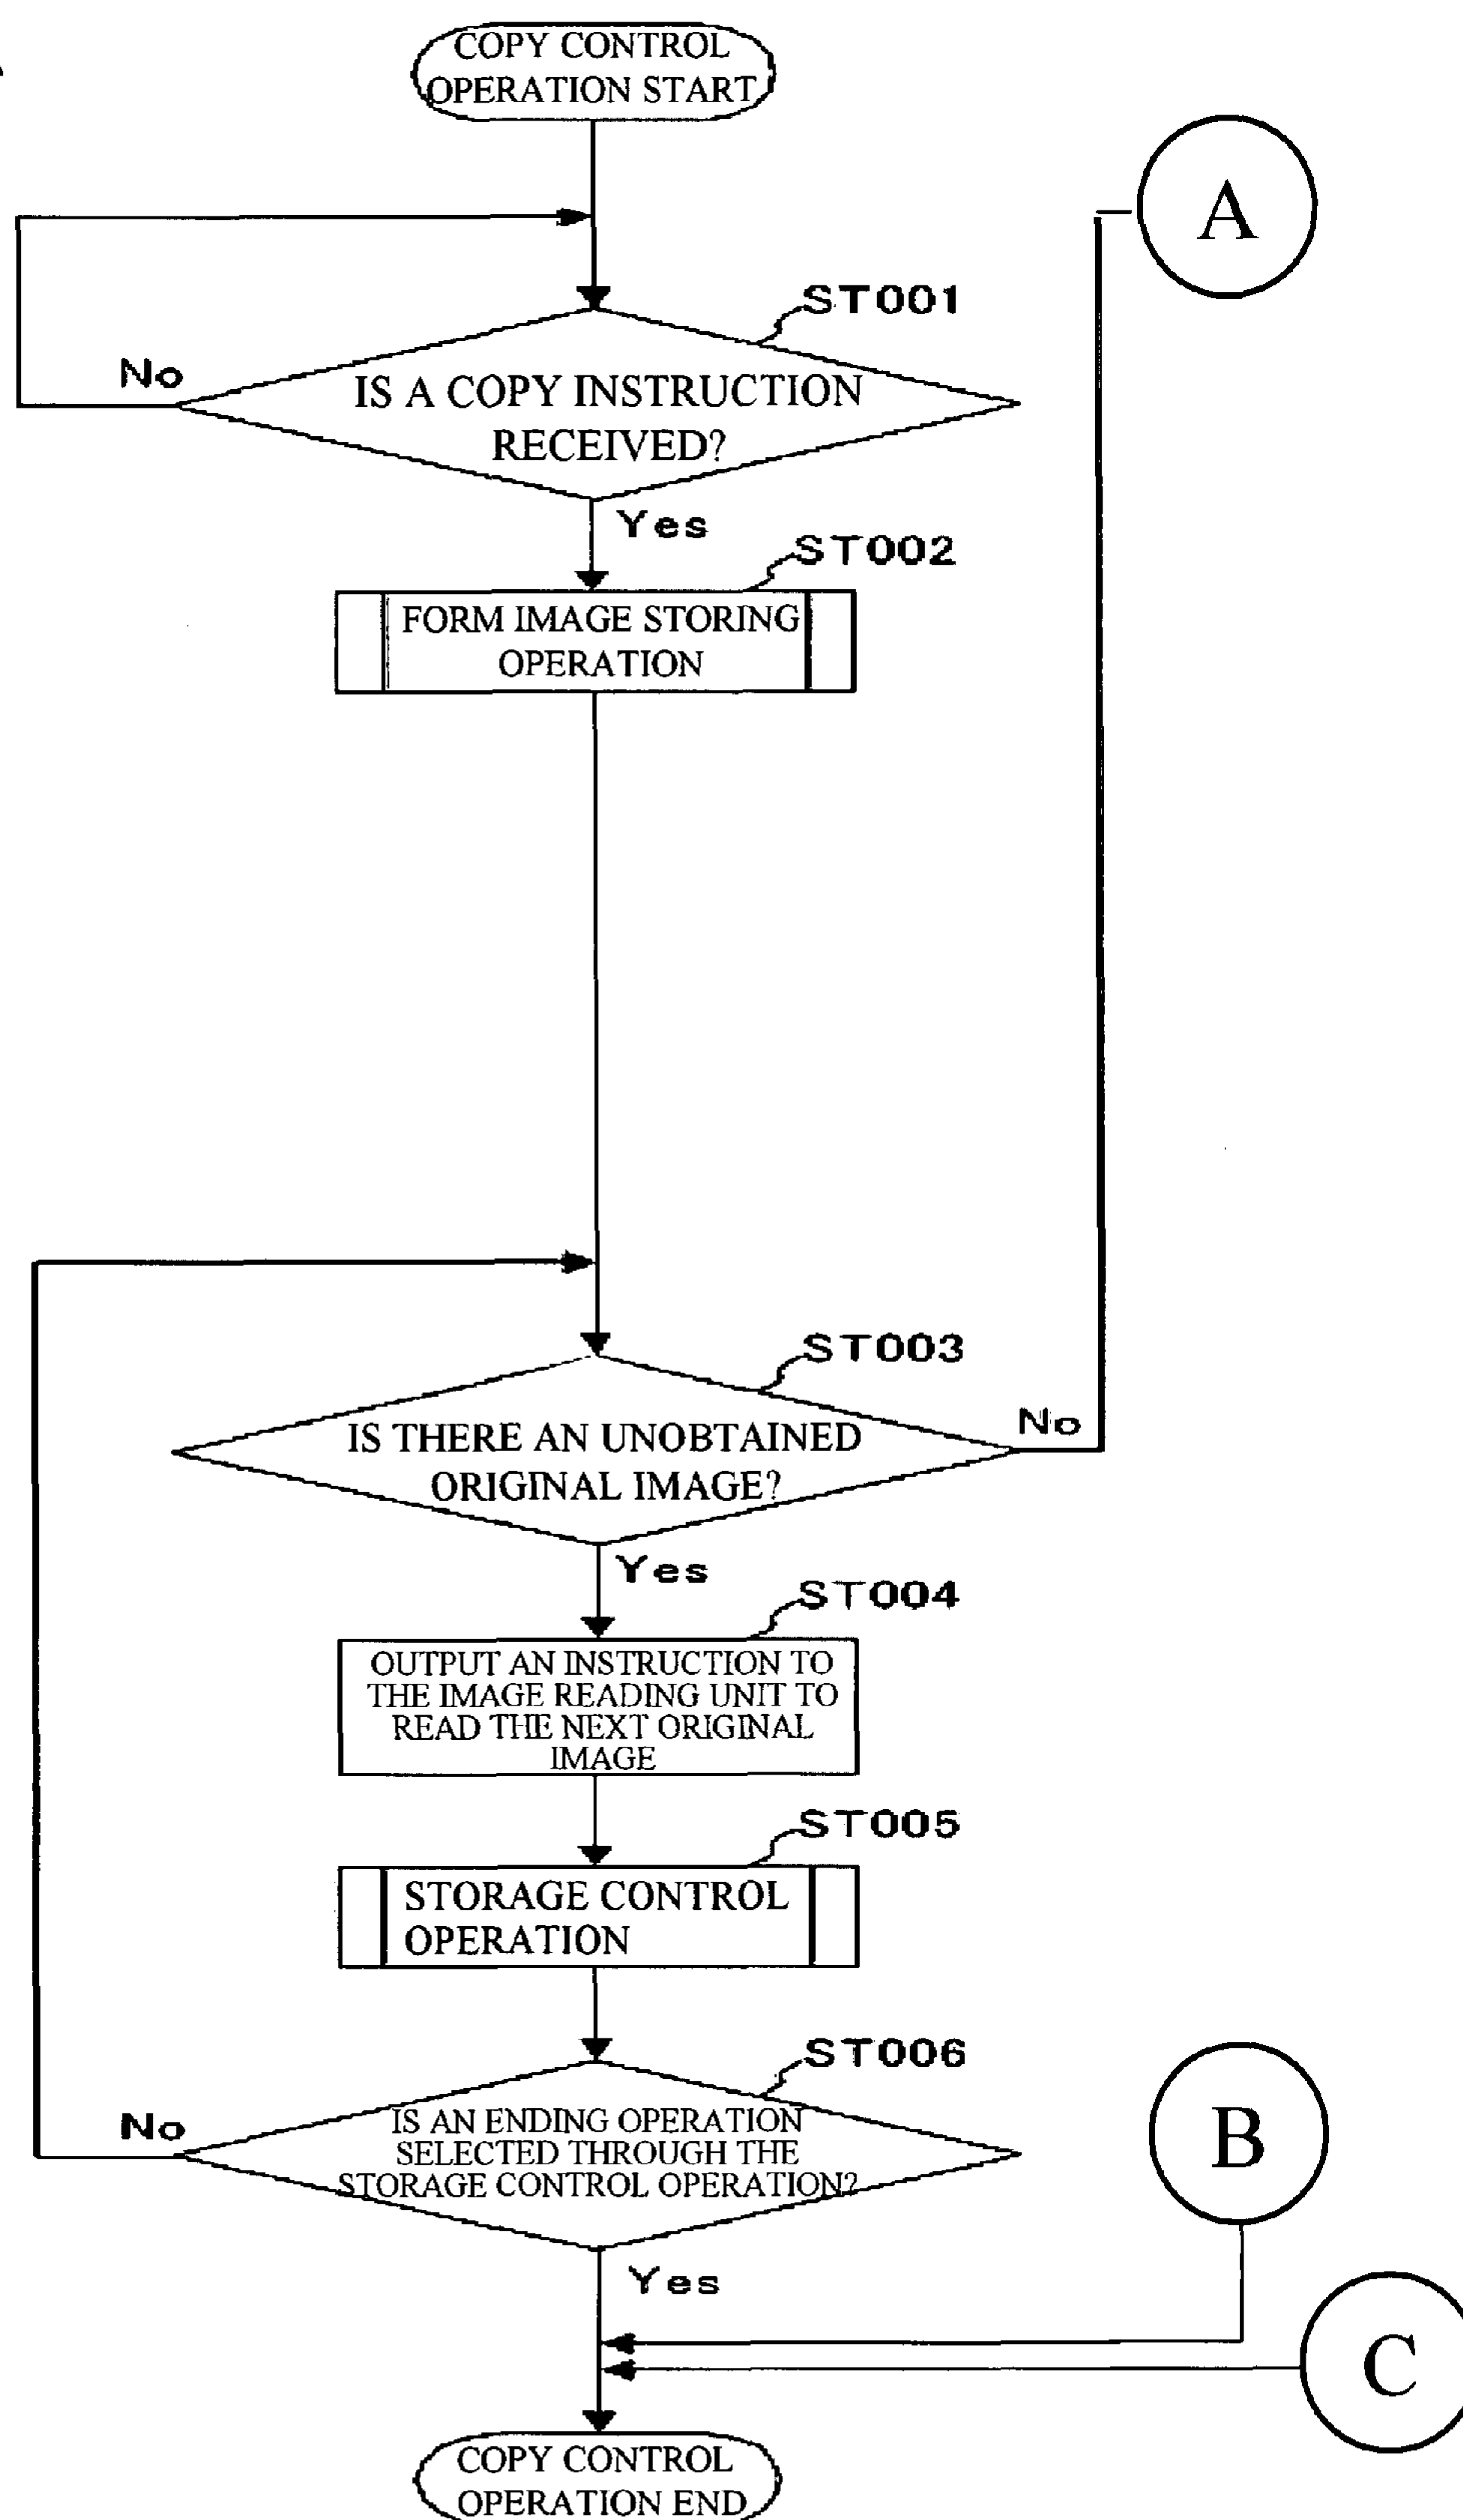 COPY CONTROL
OPERATION START
A
ST001
No
IS A COPY INSTRUCTION
RECEIVED?
Yes
ST002
FORM IMAGE STORING
OPERATION
ST003
No
IS THERE AN UNOBTAINED
ORIGINAL IMAGE?
Yes
ST004
OUTPUT AN INSTRUCTION TO
THE IMAGE READING UNIT TO
READ THE NEXT ORIGINAL
IMAGE
ST005
STORAGE CONTROL
OPERATION
ST006
No
IS AN ENDING OPERATION
SELECTED THROUGH THE
STORAGE CONTROL OPERATION?
B
Yes
C
COPY CONTROL
OPERATION END